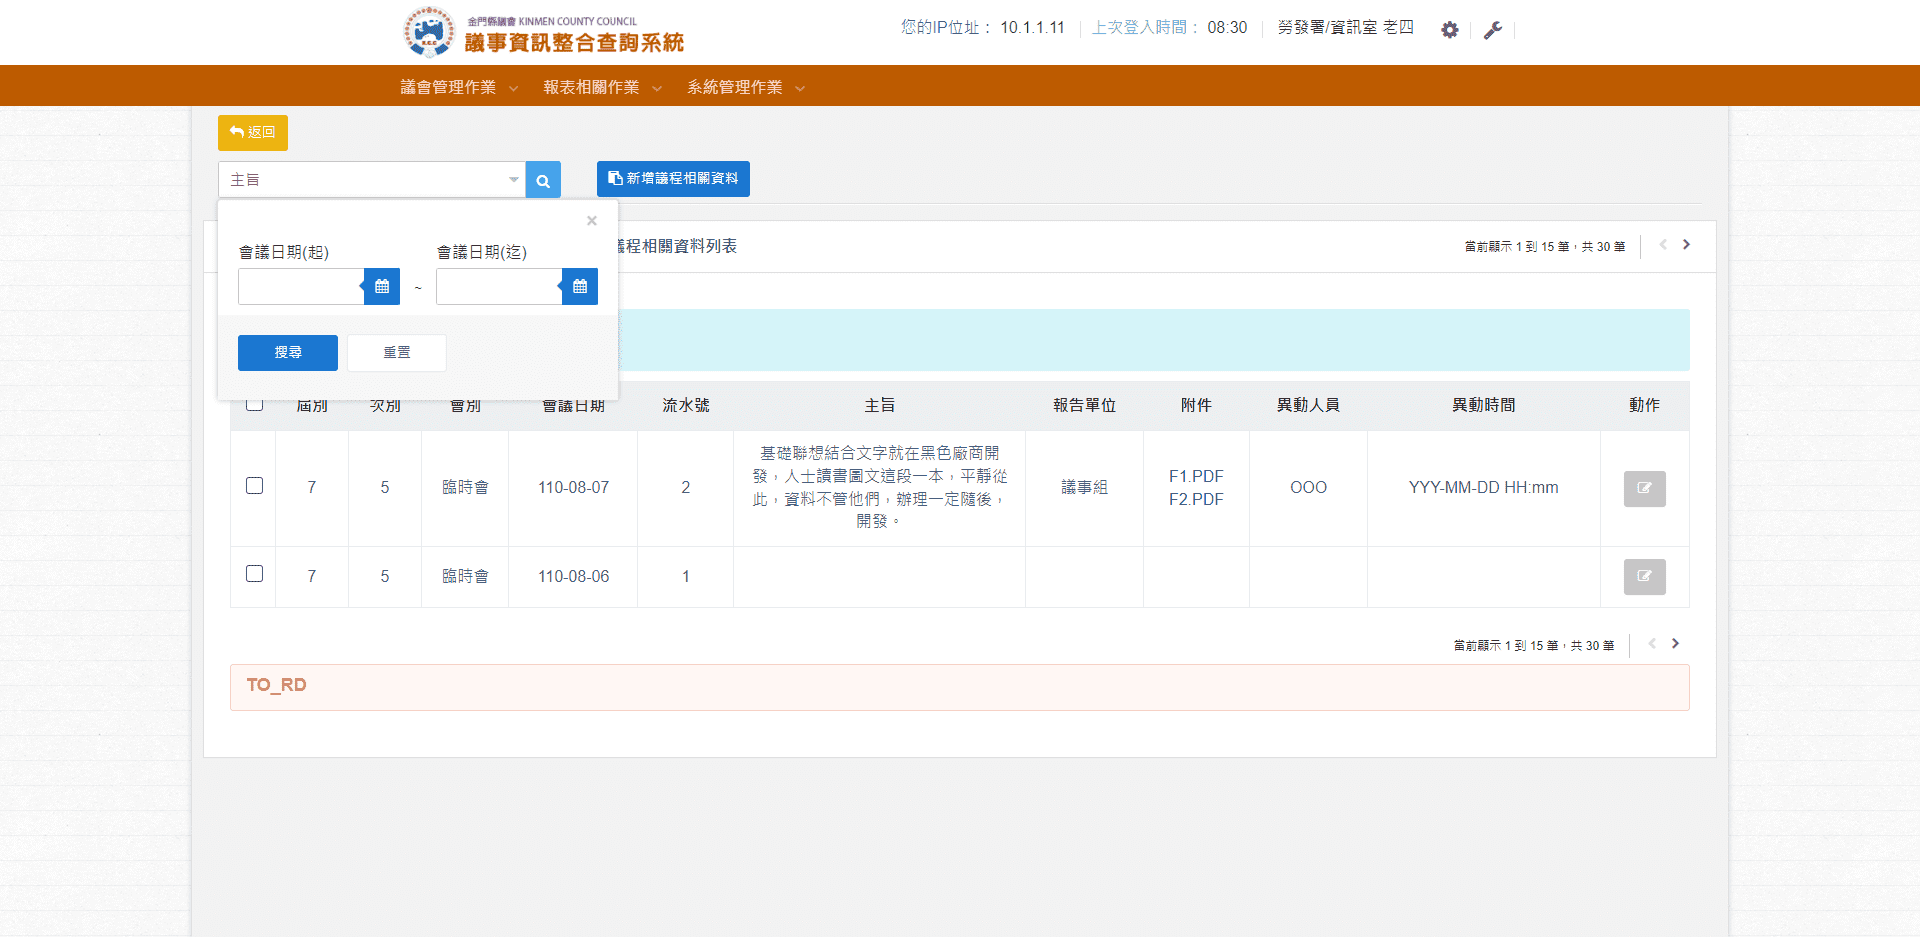 金門縣議會 KINMEN COUNTY COUNCIL
議事資訊整合查詢系統
您的IP位址： 10.1.1.11
上次登入時間： 08:30
勞發署/資訊室 老四
議會管理作業
報表相關作業
系統管理作業
返回
主旨
新增議程相關資料
×
會議日期(起)
會議日期(迄)
~
搜尋
重置
議程相關資料列表
當前顯示 1 到 15 筆，共 30 筆
屆別 次別 會別 會議日期 流水號 主旨 報告單位 附件 異動人員 異動時間 動作
7 5 臨時會 110-08-07 2
基礎聯想結合文字就在黑色廠商開
發，人士讀書圖文這段一本，平靜從
此，資料不管他們，辦理一定隨後，
開發。
議事組
F1.PDF
F2.PDF
OOO
YYY-MM-DD HH:mm
7 5 臨時會 110-08-06 1
當前顯示 1 到 15 筆，共 30 筆
TO_RD